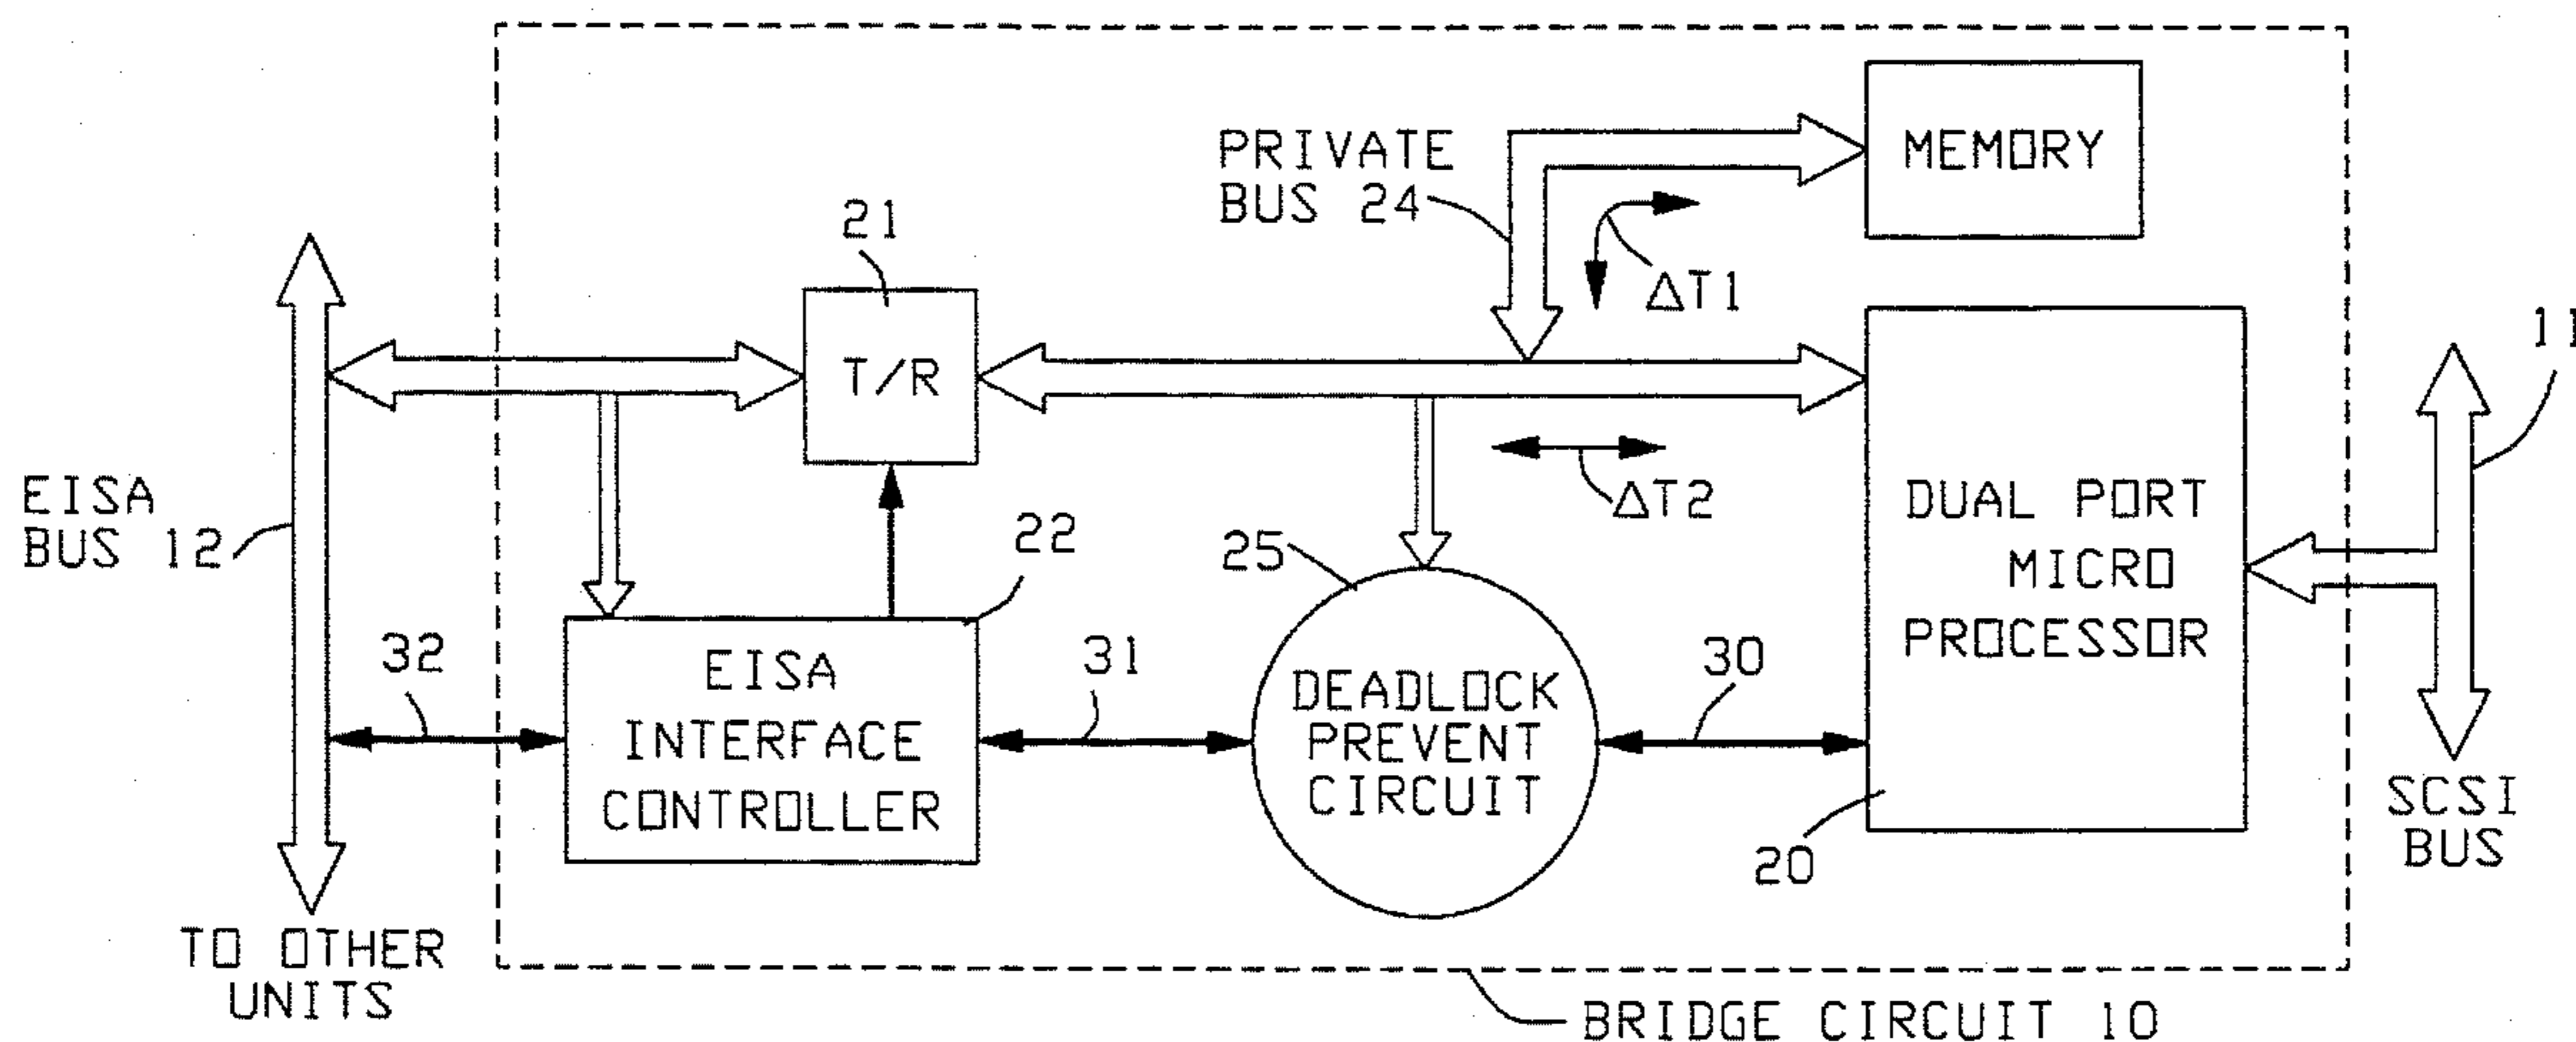 PRIVATE
BUS 24
MEMORY
21
ΔT1
T/R
11
EISA
BUS 12
ΔT2
DUAL PORT
MICRO
PROCESSOR
22
25
32
EISA
INTERFACE
CONTROLLER
31
DEADLOCK
PREVENT
CIRCUIT
30
20
SCSI
BUS
TO OTHER
UNITS
BRIDGE CIRCUIT 10